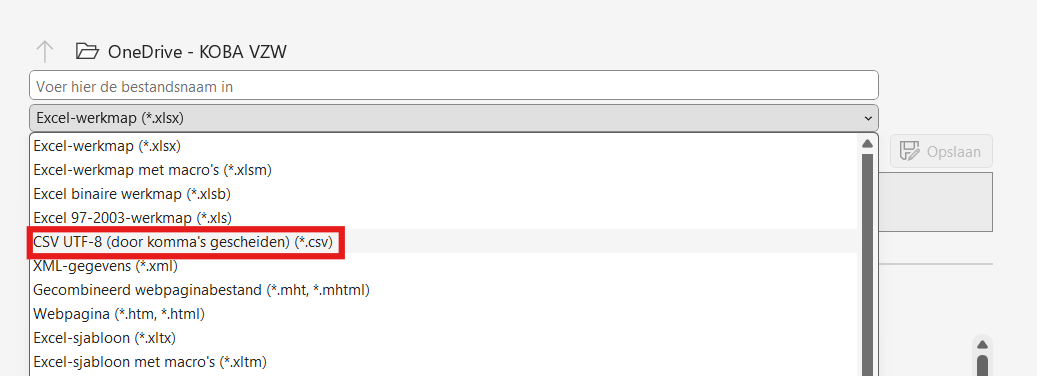 OneDrive - KOBA VZW
Voer hier de bestandsnaam in
Excel-werkmap (*.xlsx)
Excel-werkmap (*.xlsx)
Excel-werkmap met macro's (*.xlsm)
Excel binaire werkmap (*.xlsb)
Excel 97-2003-werkmap (*.xls)
CSV UTF-8 (door komma's gescheiden) (*.csv)
XML-gegevens (*.xml)
Gecombineerd webpaginabestand (*.mht, *.mhtml)
Webpagina (*.htm, *.html)
Excel-sjabloon (*.xltx)
Excel-sjabloon met macro's (*.xltm)
Opslaan